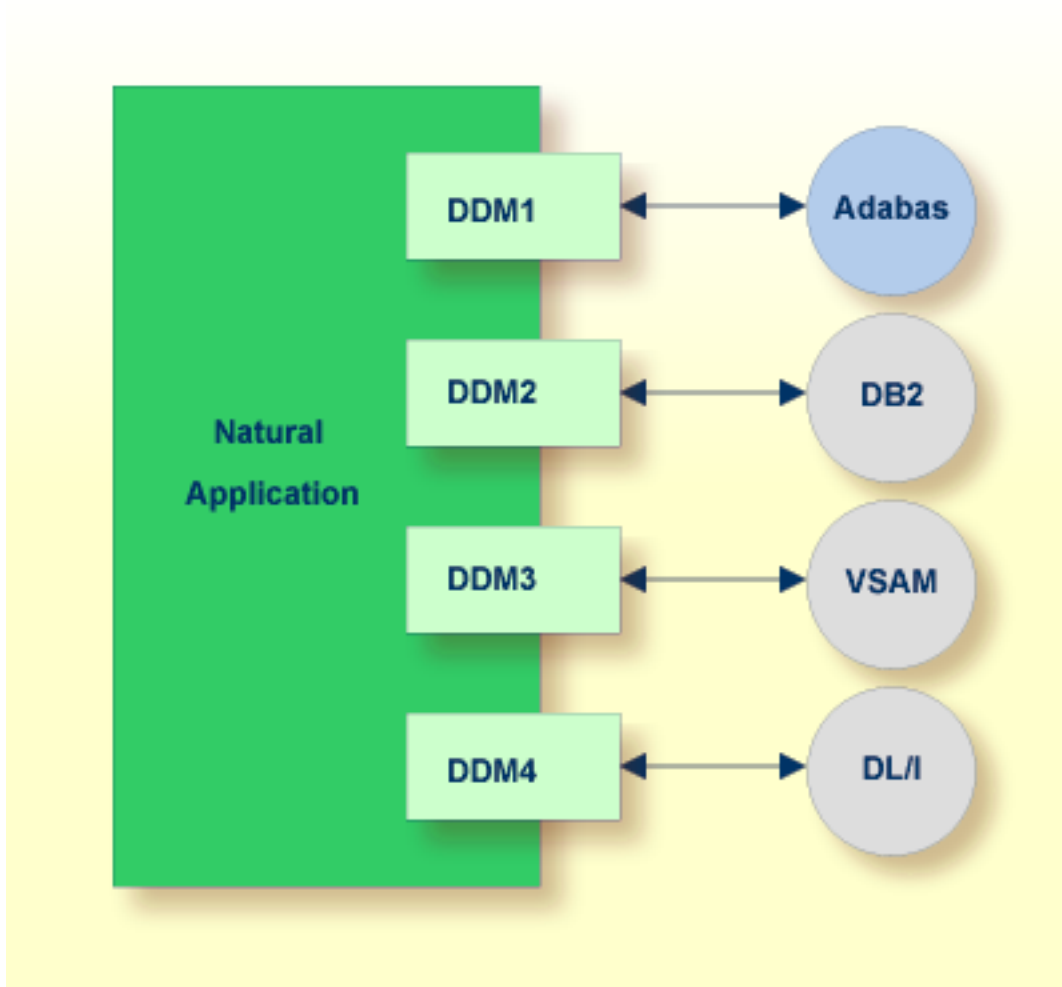 DDM1
Adabas
DDM2
DB2
Natural
Application
DDM3
VSAM
DDM4
DL/I